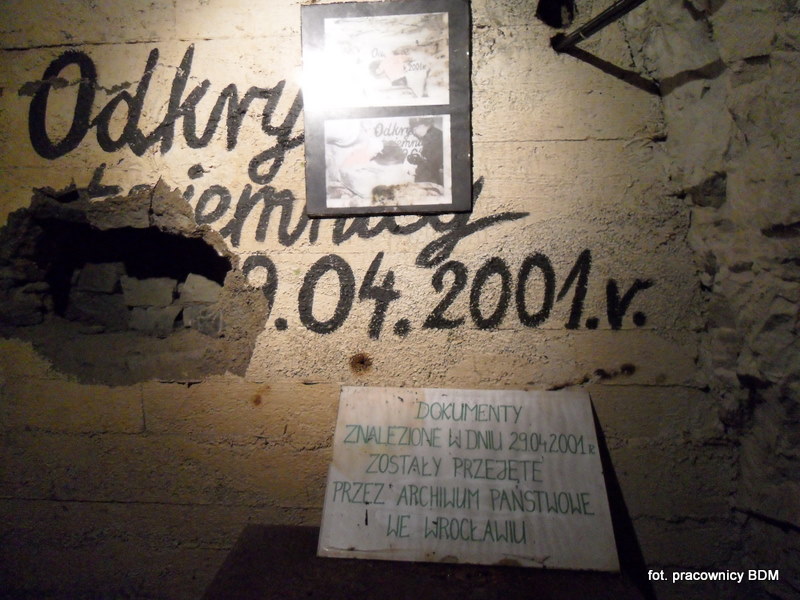 Odkry
tajemnicy
9.04.2001.r.
DOKUMENTY
ZNALEZIONE W DNIU 29.04.2001 R
ZOSTAŁY PRZEJĘTE
PRZEZ ARCHIWUM PAŃSTWOWE
WE WROCŁAWIU
fot. pracownicy BDM